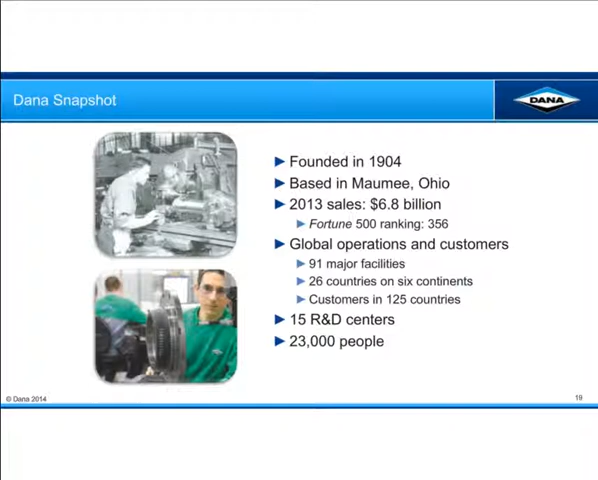 Dana Snapshot
DANA
Founded in 1904
Based in Maumee, Ohio
2013 sales: $6.8 billion
Fortune 500 ranking: 356
Global operations and customers
91 major facilities
26 countries on six continents
Customers in 125 countries
15 R&D centers
23,000 people
© Dana 2014
19